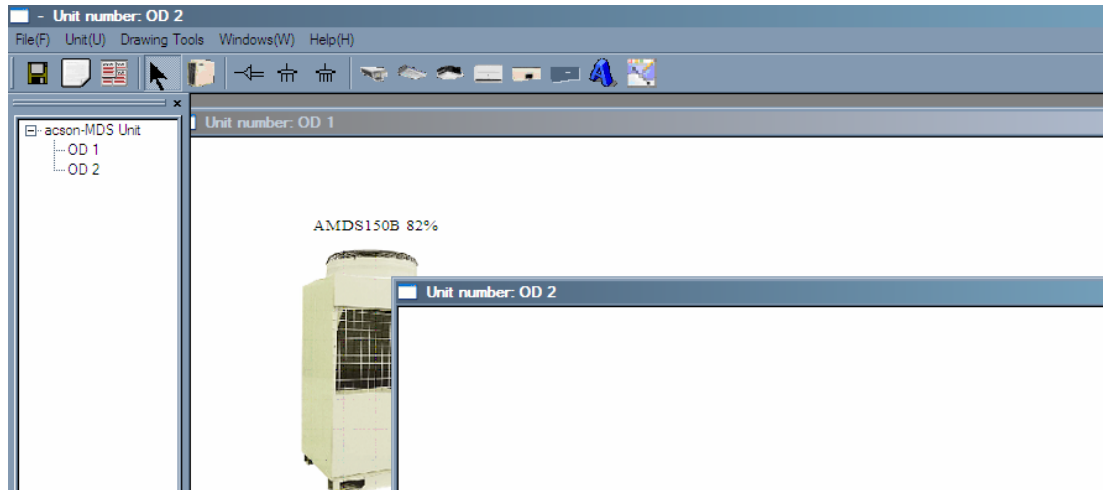 - Unit number: OD 2
File(F) Unit(U) Drawing Tools Windows(W) Help(H)
acson-MDS Unit
OD 1
OD 2
Unit number: OD 1
AMDS150B 82%
Unit number: OD 2